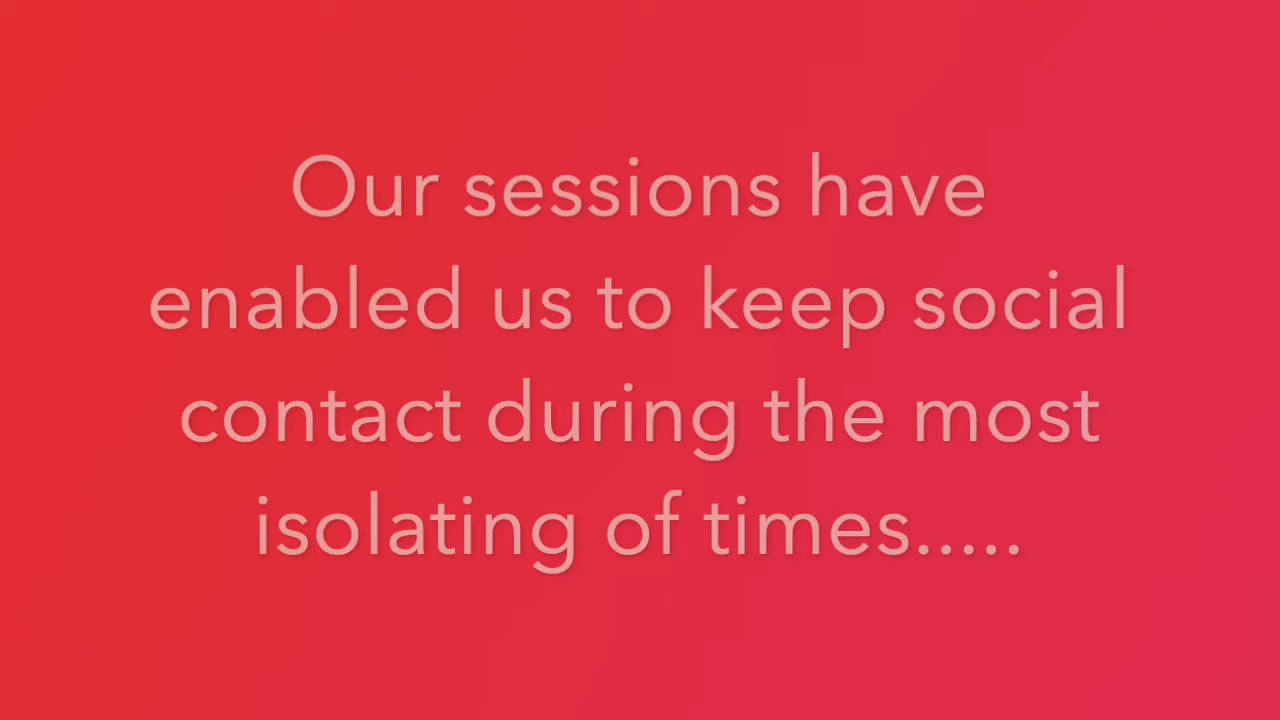 Our sessions have
enabled us to keep social
contact during the most
isolating of times.....